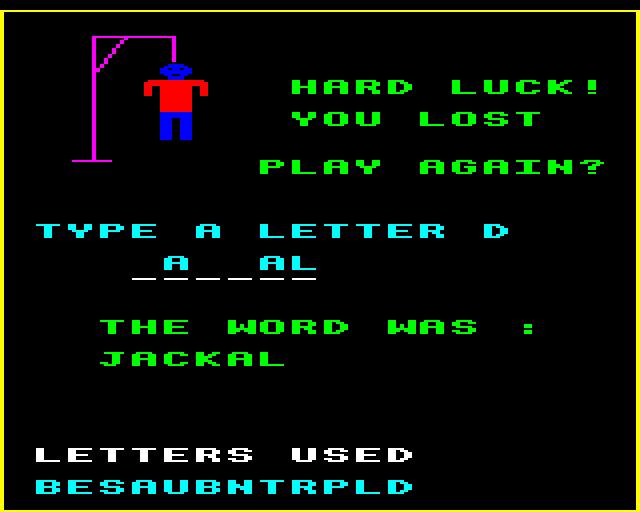 HARD LUCK!
YOU LOST
PLAY AGAIN?
TYPE A LETTER D
_A__AL
THE WORD WAS :
JACKAL
LETTERS USED
BESAUBNTRPLD